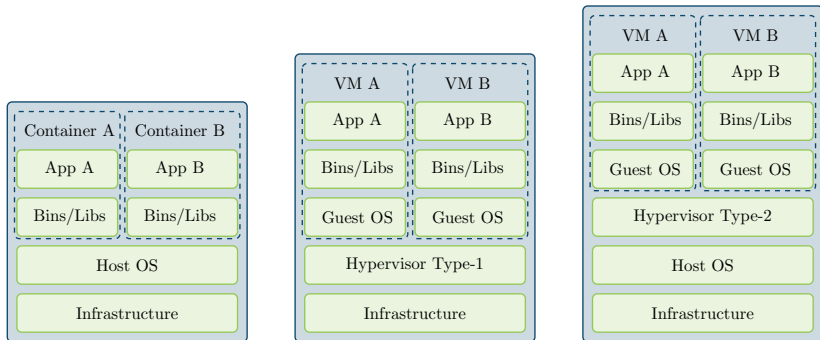 Container A Container B
App A App B
Bins/Libs Bins/Libs
Host OS
Infrastructure
VM A VM B
App A App B
Bins/Libs Bins/Libs
Guest OS Guest OS
Hypervisor Type-1
Infrastructure
VM A VM B
App A App B
Bins/Libs Bins/Libs
Guest OS Guest OS
Hypervisor Type-2
Host OS
Infrastructure